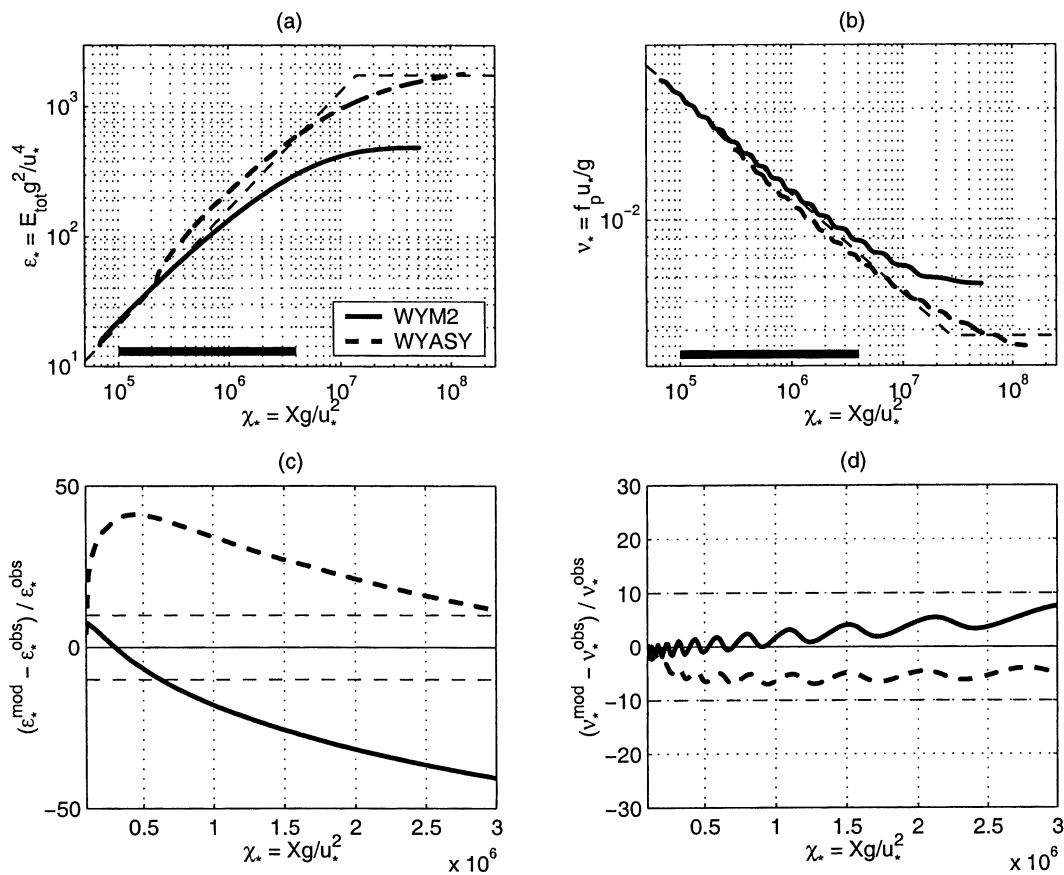 (a)
ε* = E_tot g²/u*⁴
10³
10²
10¹
10⁵
10⁶
10⁷
10⁸
χ* = Xg/u*²
WYM2
WYASY
(b)
ν* = f_p u*/g
10⁻²
10⁵
10⁶
10⁷
10⁸
χ* = Xg/u*²
(c)
(ε*^mod − ε*^obs) / ε*^obs
50
0
−50
0.5
1
1.5
2
2.5
3
χ* = Xg/u*²
x 10⁶
(d)
(ν*^mod − ν*^obs) / ν*^obs
30
20
10
0
−10
−20
−30
0.5
1
1.5
2
2.5
3
χ* = Xg/u*²
x 10⁶